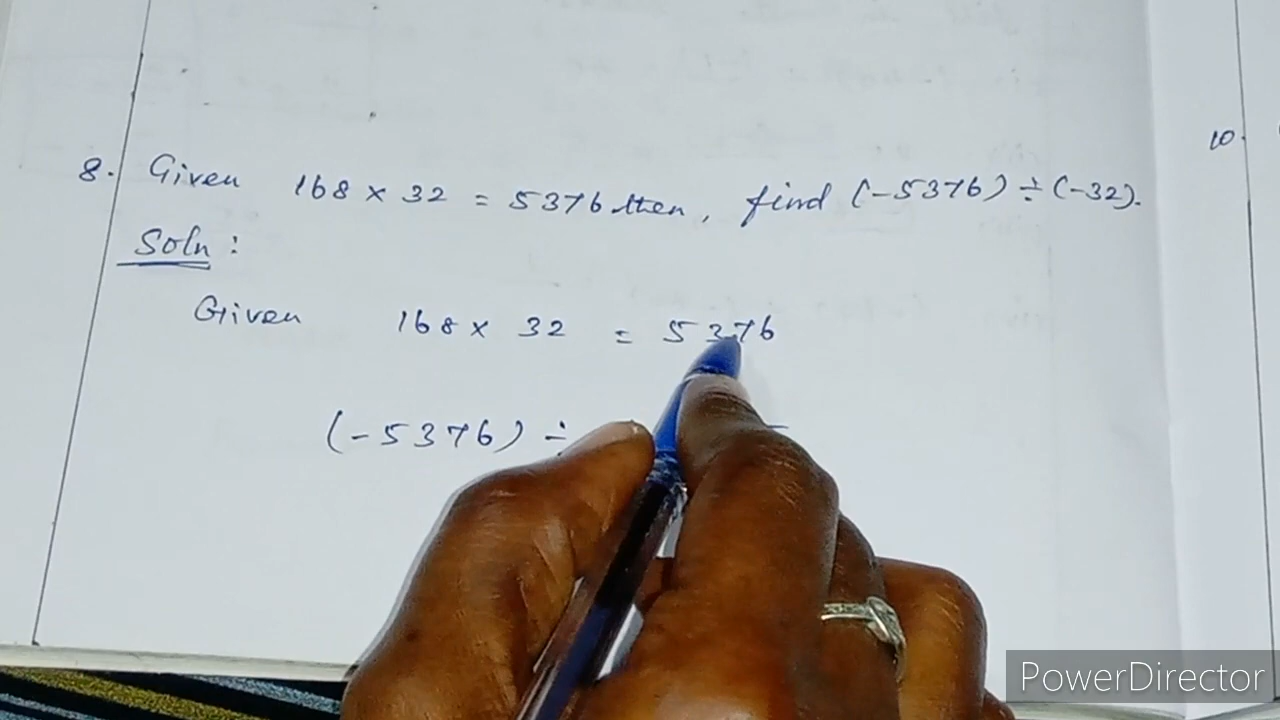 8. Given 168 × 32 = 5376 then, find (-5376) ÷ (-32).
10.
Soln :
Given 168 × 32 = 5376
(-5376) ÷
PowerDirector